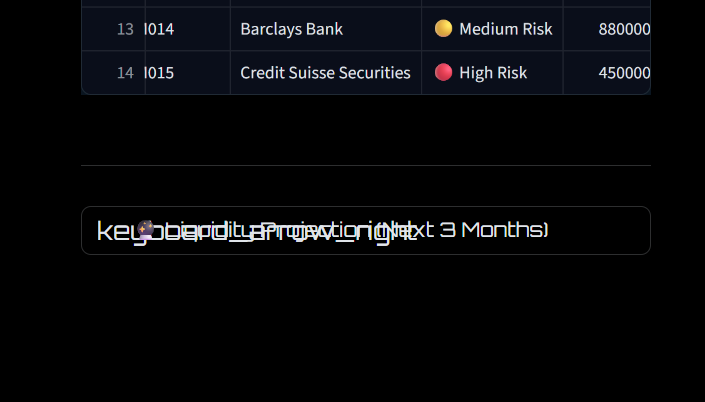 13 I014 Barclays Bank 🟡 Medium Risk 880000
14 I015 Credit Suisse Securities 🔴 High Risk 450000
keyboard_arrow_right
🔮 Liquidity Projection (Next 3 Months)